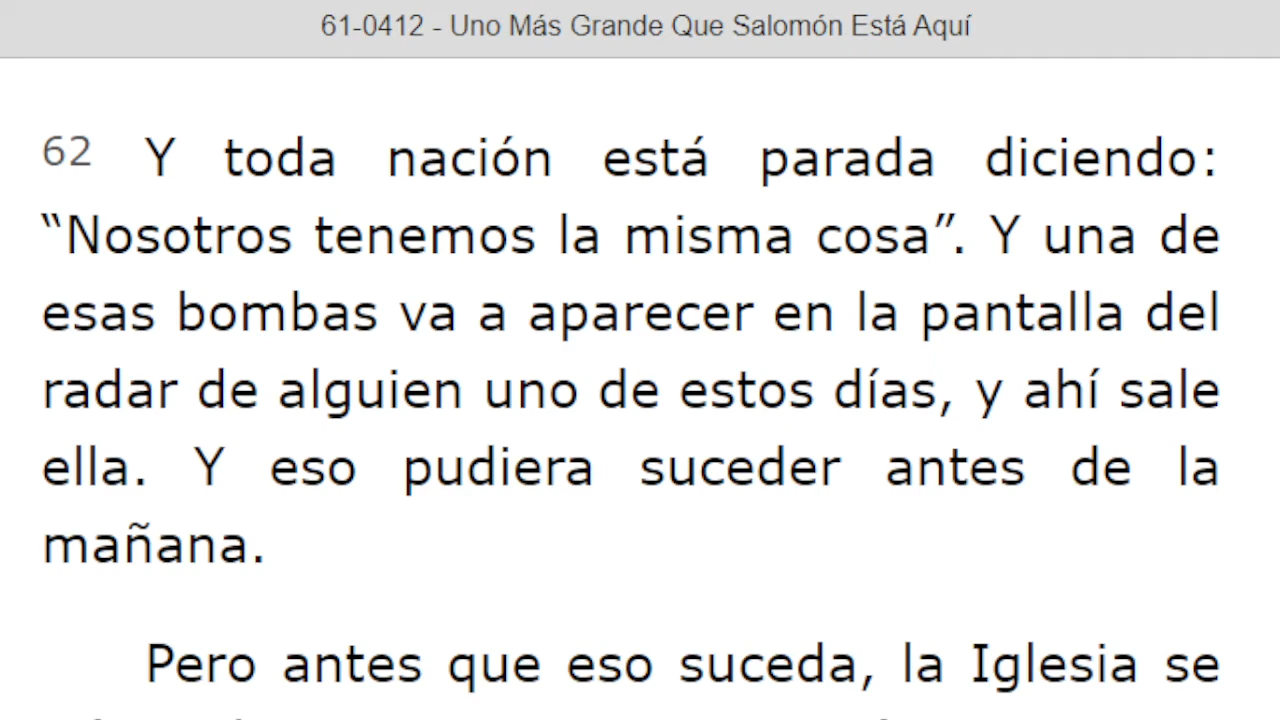 61-0412 - Uno Más Grande Que Salomón Está Aquí
62 Y toda nación está parada diciendo:
“Nosotros tenemos la misma cosa”. Y una de
esas bombas va a aparecer en la pantalla del
radar de alguien uno de estos días, y ahí sale
ella. Y eso pudiera suceder antes de la
mañana.
Pero antes que eso suceda, la Iglesia se